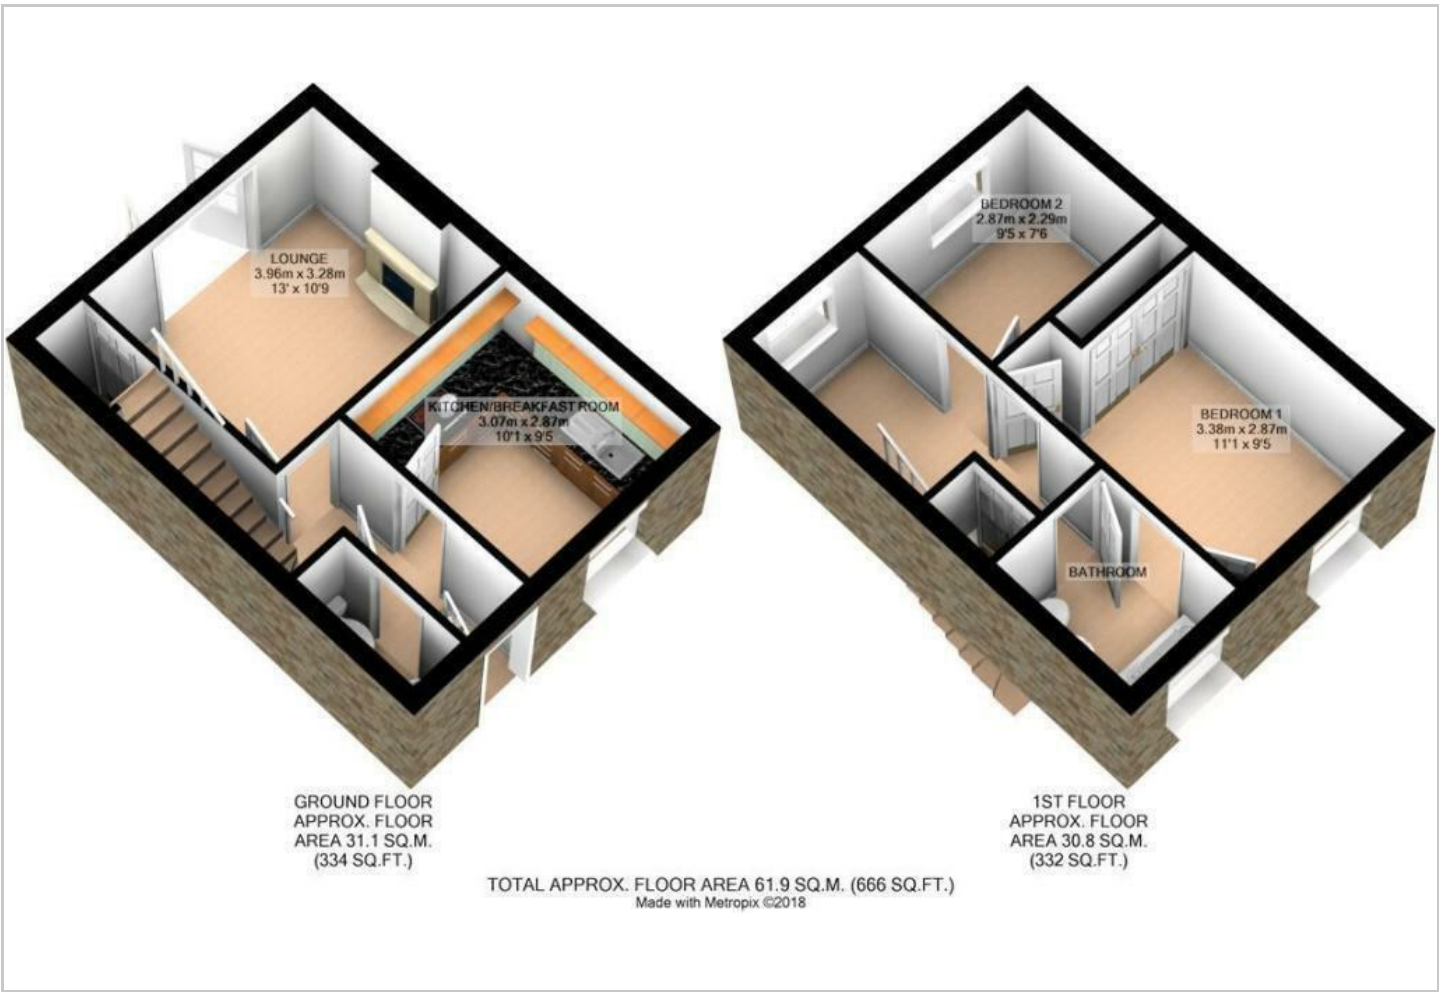 LOUNGE
3.96m x 3.28m
13' x 10'9
KITCHEN/BREAKFAST ROOM
3.07m x 2.87m
10'1 x 9'5
BEDROOM 2
2.87m x 2.29m
9'5 x 7'6
BEDROOM 1
3.38m x 2.87m
11'1 x 9'5
BATHROOM
GROUND FLOOR
APPROX. FLOOR
AREA 31.1 SQ.M.
(334 SQ.FT.)
1ST FLOOR
APPROX. FLOOR
AREA 30.8 SQ.M.
(332 SQ.FT.)
TOTAL APPROX. FLOOR AREA 61.9 SQ.M. (666 SQ.FT.)
Made with Metropix ©2018